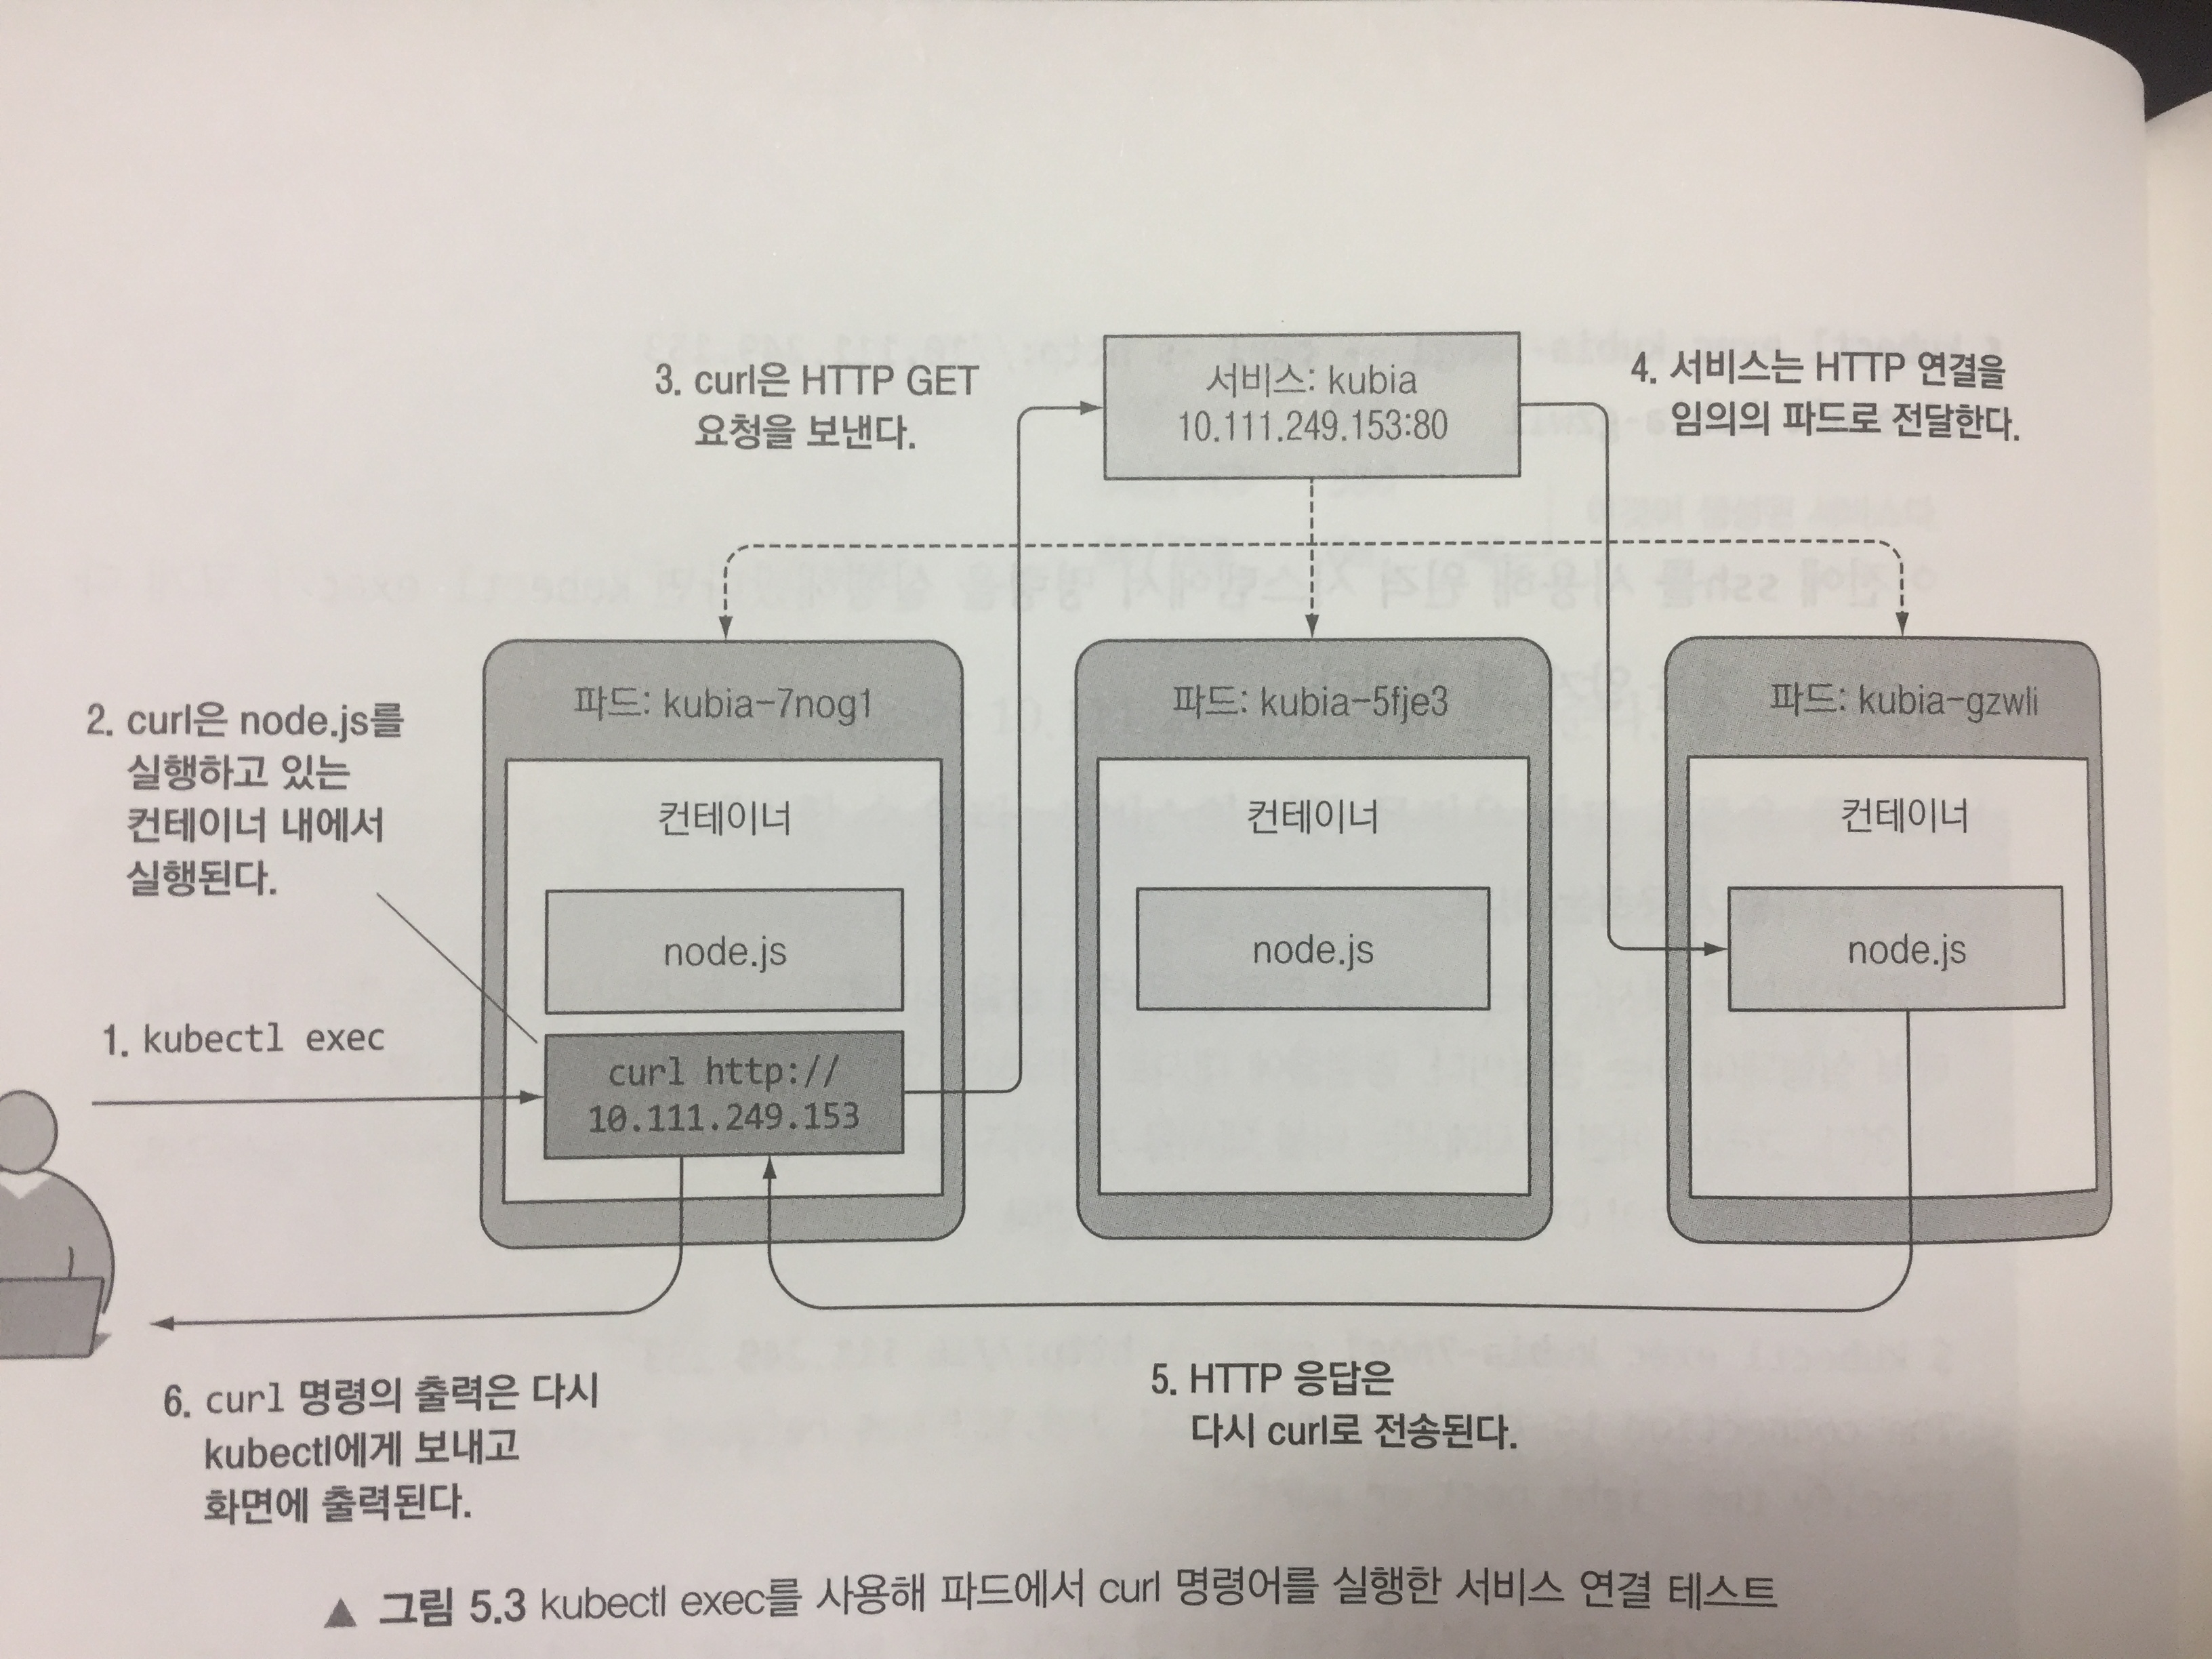 3. curl은 HTTP GET
요청을 보낸다.
서비스: kubia
10.111.249.153:80
4. 서비스는 HTTP 연결을
임의의 파드로 전달한다.
2. curl은 node.js를
실행하고 있는
컨테이너 내에서
실행된다.
파드: kubia-7nog1
컨테이너
node.js
curl http://
10.111.249.153
파드: kubia-5fje3
컨테이너
node.js
파드: kubia-gzwli
컨테이너
node.js
1. kubectl exec
5. HTTP 응답은
다시 curl로 전송된다.
6. curl 명령의 출력은 다시
kubectl에게 보내고
화면에 출력된다.
▲ 그림 5.3 kubectl exec를 사용해 파드에서 curl 명령어를 실행한 서비스 연결 테스트